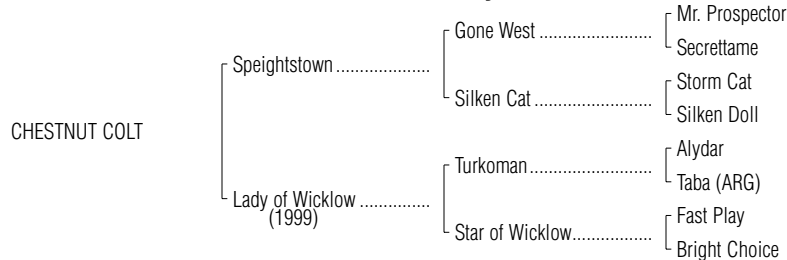 Mr. Prospector
Gone West
Secrettame
Speightstown
Storm Cat
Silken Cat
Silken Doll
CHESTNUT COLT
Alydar
Turkoman
Taba (ARG)
Lady of Wicklow
(1999)
Fast Play
Star of Wicklow
Bright Choice